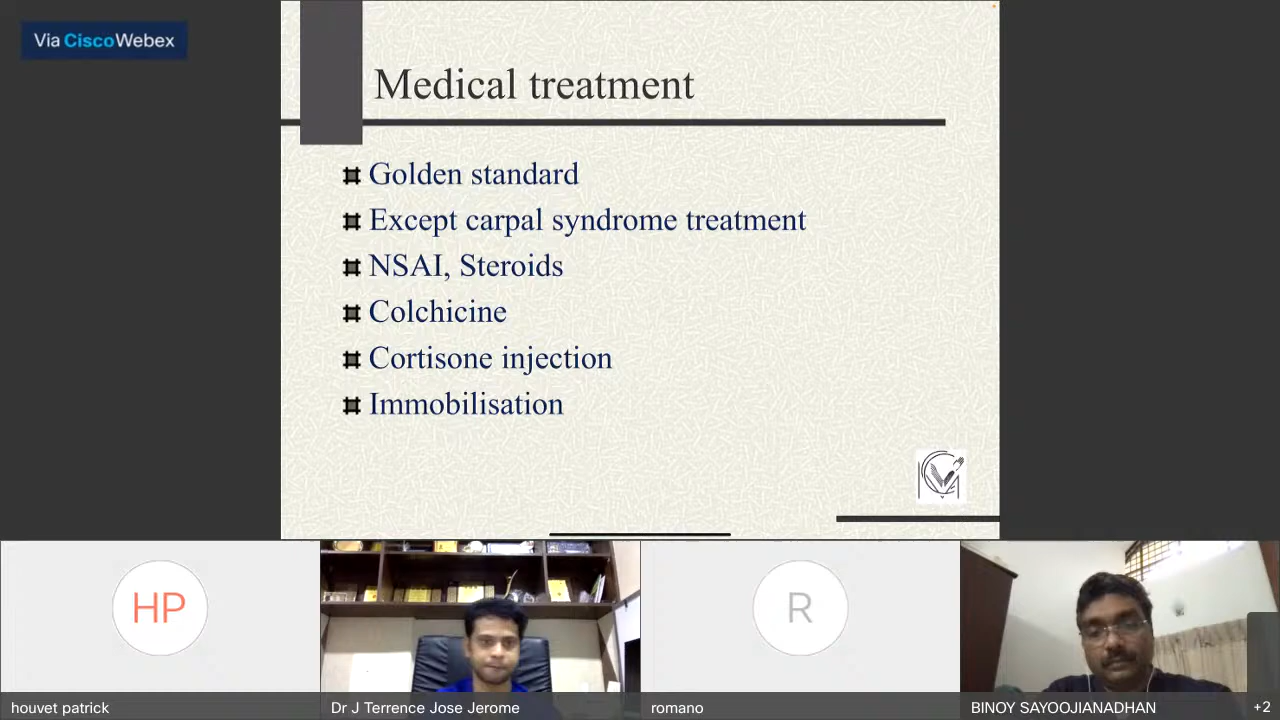 Via CiscoWebex
Medical treatment
Golden standard
Except carpal syndrome treatment
NSAI, Steroids
Colchicine
Cortisone injection
Immobilisation
HP
R
houvet patrick
Dr J Terrence Jose Jerome
romano
BINOY SAYOOJIANADHAN
+2